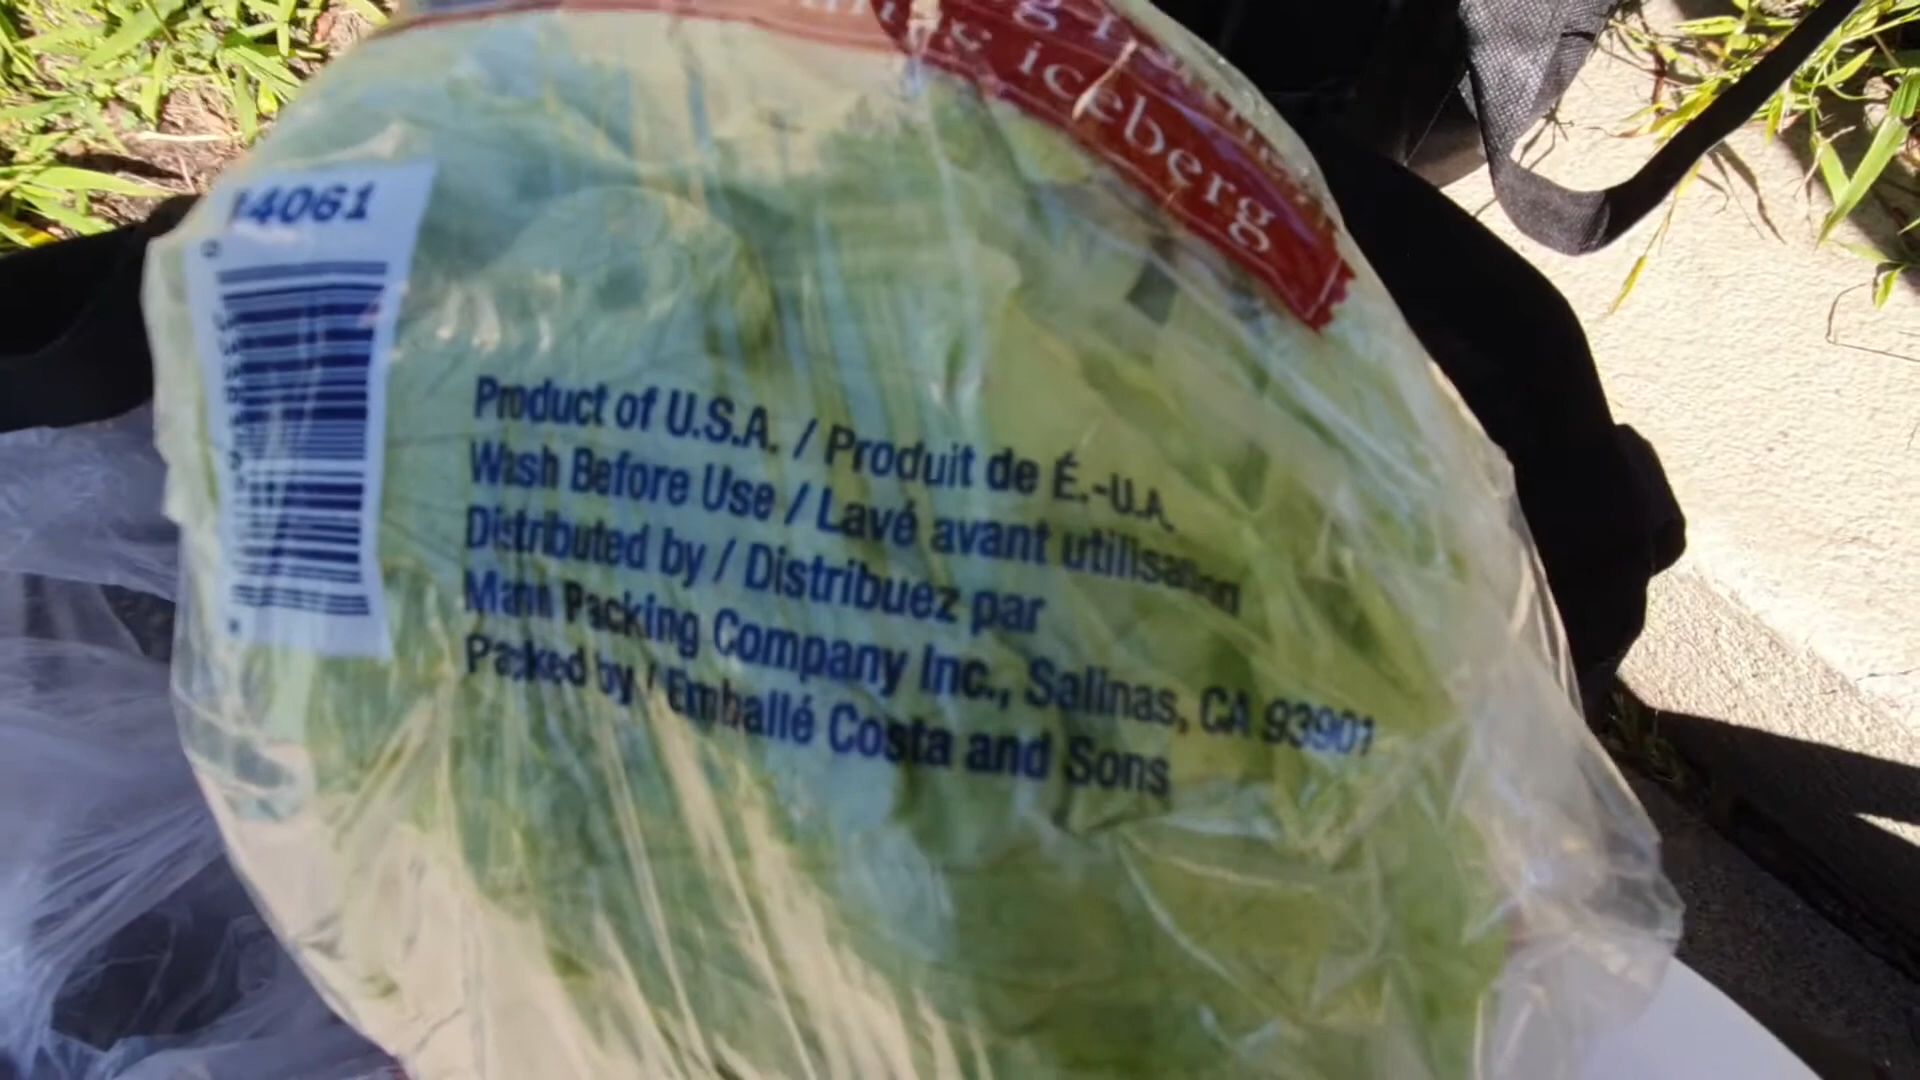 iceberg
4061
Product of U.S.A. / Produit de É.-U.A.
Wash Before Use / Lavé avant utilisation
Distributed by / Distribuez par
Mann Packing Company Inc., Salinas, CA 93901
Packed by / Emballé Costa and Sons